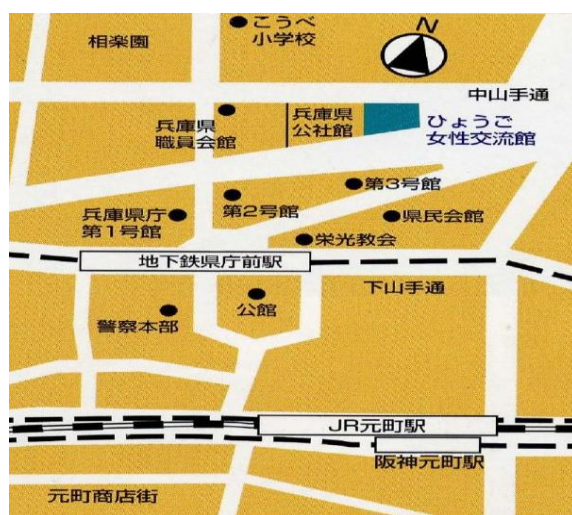 こうべ
小学校
N
相楽園
中山手通
兵庫県
職員会館
兵庫県
公社館
ひょうご
女性交流館
第3号館
第2号館
兵庫県庁
第1号館
県民会館
栄光教会
地下鉄県庁前駅
下山手通
公館
警察本部
JR元町駅
阪神元町駅
元町商店街